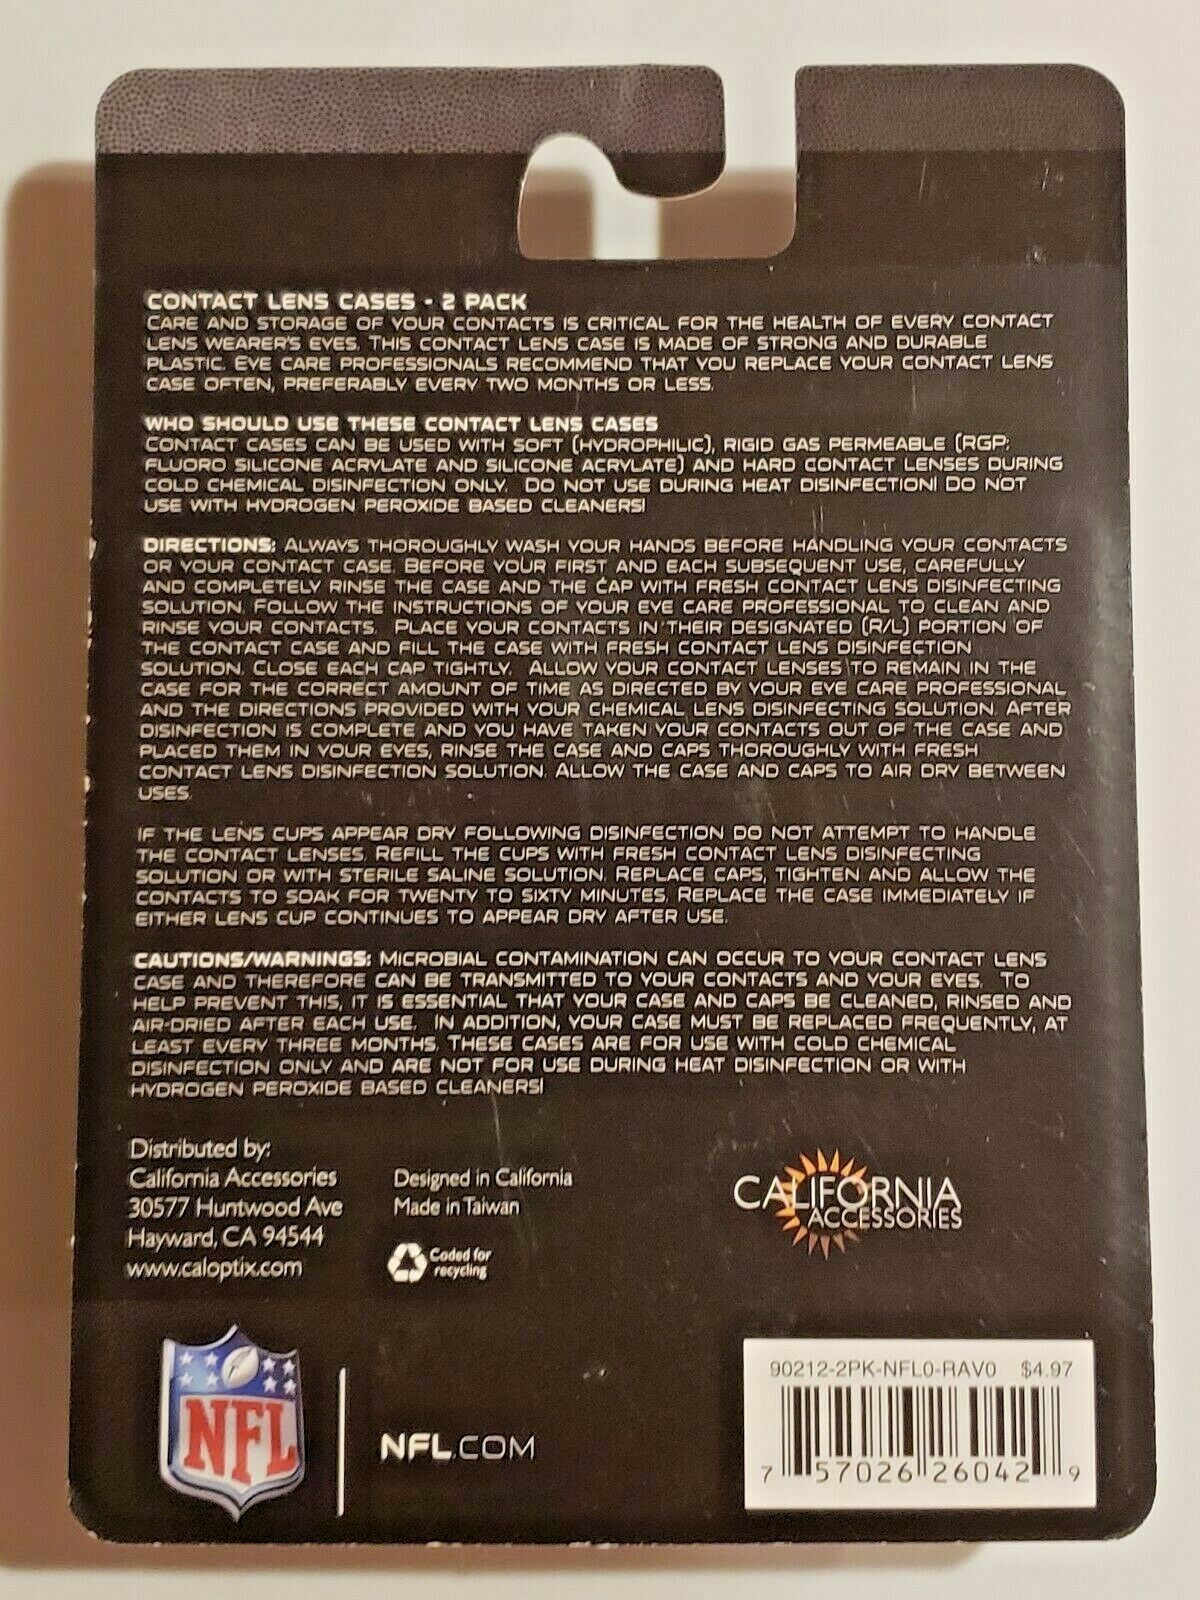 CONTACT LENS CASES - 2 PACK
CARE AND STORAGE OF YOUR CONTACTS IS CRITICAL FOR THE HEALTH OF EVERY CONTACT
LENS WEARER'S EYES. THIS CONTACT LENS CASE IS MADE OF STRONG AND DURABLE
PLASTIC. EYE CARE PROFESSIONALS RECOMMEND THAT YOU REPLACE YOUR CONTACT LENS
CASE OFTEN, PREFERABLY EVERY TWO MONTHS OR LESS.
WHO SHOULD USE THESE CONTACT LENS CASES
CONTACT CASES CAN BE USED WITH SOFT (HYDROPHILIC), RIGID GAS PERMEABLE (RGP;
FLUORO SILICONE ACRYLATE AND SILICONE ACRYLATE) AND HARD CONTACT LENSES DURING
COLD CHEMICAL DISINFECTION ONLY. DO NOT USE DURING HEAT DISINFECTION! DO NOT
USE WITH HYDROGEN PEROXIDE BASED CLEANERS!
DIRECTIONS: ALWAYS THOROUGHLY WASH YOUR HANDS BEFORE HANDLING YOUR CONTACTS
OR YOUR CONTACT CASE. BEFORE YOUR FIRST AND EACH SUBSEQUENT USE, CAREFULLY
AND COMPLETELY RINSE THE CASE AND THE CAP WITH FRESH CONTACT LENS DISINFECTING
SOLUTION. FOLLOW THE INSTRUCTIONS OF YOUR EYE CARE PROFESSIONAL TO CLEAN AND
RINSE YOUR CONTACTS. PLACE YOUR CONTACTS IN THEIR DESIGNATED (R/L) PORTION OF
THE CONTACT CASE AND FILL THE CASE WITH FRESH CONTACT LENS DISINFECTION
SOLUTION. CLOSE EACH CAP TIGHTLY. ALLOW YOUR CONTACT LENSES TO REMAIN IN THE
CASE FOR THE CORRECT AMOUNT OF TIME AS DIRECTED BY YOUR EYE CARE PROFESSIONAL
AND THE DIRECTIONS PROVIDED WITH YOUR CHEMICAL LENS DISINFECTING SOLUTION. AFTER
DISINFECTION IS COMPLETE AND YOU HAVE TAKEN YOUR CONTACTS OUT OF THE CASE AND
PLACED THEM IN YOUR EYES, RINSE THE CASE AND CAPS THOROUGHLY WITH FRESH
CONTACT LENS DISINFECTION SOLUTION. ALLOW THE CASE AND CAPS TO AIR DRY BETWEEN
USES.
IF THE LENS CUPS APPEAR DRY FOLLOWING DISINFECTION DO NOT ATTEMPT TO HANDLE
THE CONTACT LENSES. REFILL THE CUPS WITH FRESH CONTACT LENS DISINFECTING
SOLUTION OR WITH STERILE SALINE SOLUTION. REPLACE CAPS, TIGHTEN AND ALLOW THE
CONTACTS TO SOAK FOR TWENTY TO SIXTY MINUTES. REPLACE THE CASE IMMEDIATELY IF
EITHER LENS CUP CONTINUES TO APPEAR DRY AFTER USE.
CAUTIONS/WARNINGS: MICROBIAL CONTAMINATION CAN OCCUR TO YOUR CONTACT LENS
CASE AND THEREFORE CAN BE TRANSMITTED TO YOUR CONTACTS AND YOUR EYES. TO
HELP PREVENT THIS, IT IS ESSENTIAL THAT YOUR CASE AND CAPS BE CLEANED, RINSED AND
AIR-DRIED AFTER EACH USE. IN ADDITION, YOUR CASE MUST BE REPLACED FREQUENTLY, AT
LEAST EVERY THREE MONTHS. THESE CASES ARE FOR USE WITH COLD CHEMICAL
DISINFECTION ONLY AND ARE NOT FOR USE DURING HEAT DISINFECTION OR WITH
HYDROGEN PEROXIDE BASED CLEANERS!
Distributed by:
California Accessories
30577 Huntwood Ave
Hayward, CA 94544
www.caloptix.com
Designed in California
Made in Taiwan
Coded for
recycling
CALIFORNIA
ACCESSORIES
NFL
NFL.COM
90212-2PK-NFL0-RAV0 $4.97
7 57026 26042 9